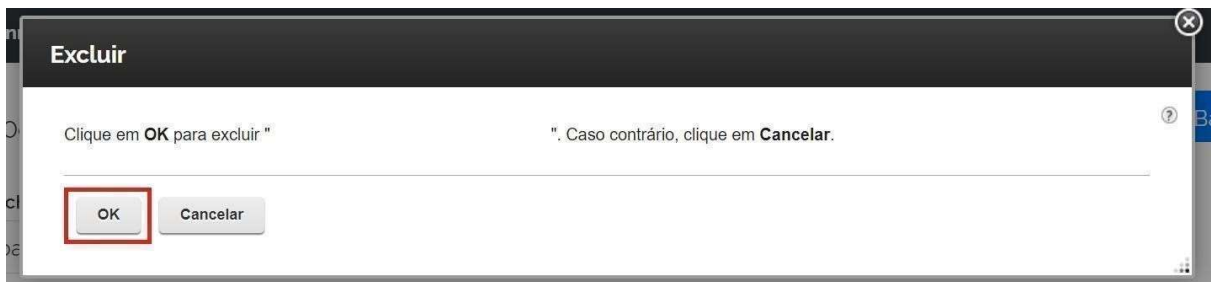 Excluir
Clique em OK para excluir " ". Caso contrário, clique em Cancelar.
OK
Cancelar